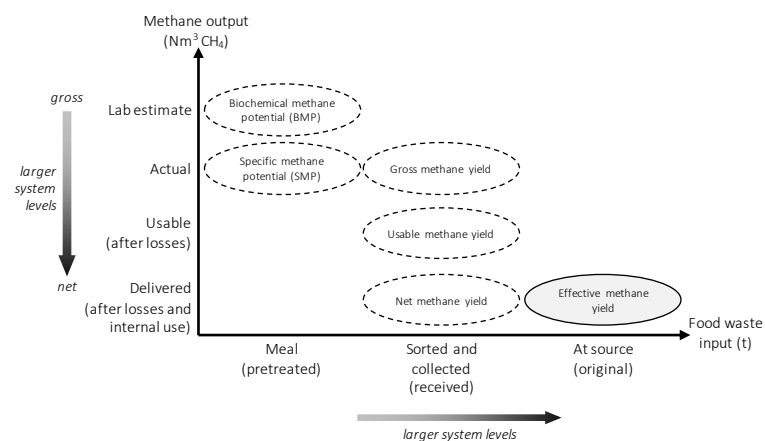 Methane output
(Nm³ CH₄)
gross
larger
system
levels
net
Lab estimate
Actual
Usable
(after losses)
Delivered
(after losses and
internal use)
Biochemical methane
potential (BMP)
Specific methane
potential (SMP)
Gross methane yield
Usable methane yield
Net methane yield
Effective methane
yield
Food waste
input (t)
Meal
(pretreated)
Sorted and
collected
(received)
At source
(original)
larger system levels